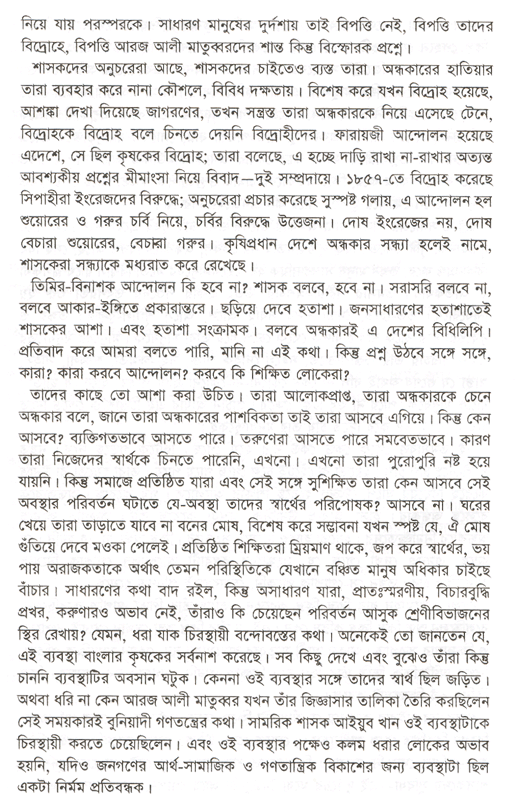 নিয়ে যায় পরস্পরকে। সাধারণ মানুষের দুর্দশায় তাই বিপত্তি নেই, বিপত্তি তাদের
বিদ্রোহে, বিপত্তি আরজ আলী মাতুব্বরদের শান্ত কিন্তু বিস্ফোরক প্রশ্নে।
শাসকদের অনুচরেরা আছে, শাসকদের চাইতেও ব্যস্ত তারা। অন্ধকারের হাতিয়ার
তারা ব্যবহার করে নানা কৌশলে, বিবিধ দক্ষতায়। বিশেষ করে যখন বিদ্রোহ হয়েছে,
আশঙ্কা দেখা দিয়েছে জাগরণের, তখন সন্ত্রস্ত তারা অন্ধকারকে নিয়ে এসেছে টেনে,
বিদ্রোহকে বিদ্রোহ বলে চিনতে দেয়নি বিদ্রোহীদের। ফারায়জী আন্দোলন হয়েছে
এদেশে, সে ছিল কৃষকের বিদ্রোহ; তারা বলেছে, এ হচ্ছে দাড়ি রাখা না-রাখার অত্যন্ত
আবশ্যকীয় প্রশ্নের মীমাংসা নিয়ে বিবাদ—দুই সম্প্রদায়ে। ১৮৫৭-তে বিদ্রোহ করেছে
সিপাহীরা ইংরেজদের বিরুদ্ধে; অনুচরেরা প্রচার করেছে সুস্পষ্ট গলায়, এ আন্দোলন হল
শুয়োরের ও গরুর চর্বি নিয়ে, চর্বির বিরুদ্ধে উত্তেজনা। দোষ ইংরেজের নয়, দোষ
বেচারা শুয়োরের, বেচারা গরুর। কৃষিপ্রধান দেশে অন্ধকার সন্ধ্যা হলেই নামে,
শাসকেরা সন্ধ্যাকে মধ্যরাত করে রেখেছে।
তিমির-বিনাশক আন্দোলন কি হবে না? শাসক বলবে, হবে না। সরাসরি বলবে না,
বলবে আকার-ইঙ্গিতে প্রকারান্তরে। ছড়িয়ে দেবে হতাশা। জনসাধারণের হতাশাতেই
শাসকের আশা। এবং হতাশা সংক্রামক। বলবে অন্ধকারই এ দেশের বিধিলিপি।
প্রতিবাদ করে আমরা বলতে পারি, মানি না এই কথা। কিন্তু প্রশ্ন উঠবে সঙ্গে সঙ্গে,
কারা? কারা করবে আন্দোলন? করবে কি শিক্ষিত লোকেরা?
তাদের কাছে তো আশা করা উচিত। তারা আলোকপ্রাপ্ত, তারা অন্ধকারকে চেনে
অন্ধকার বলে, জানে তারা অন্ধকারের পাশবিকতা তাই তারা আসবে এগিয়ে। কিন্তু কেন
আসবে? ব্যক্তিগতভাবে আসতে পারে। তরুণেরা আসতে পারে সমবেতভাবে। কারণ
তারা নিজেদের স্বার্থকে চিনতে পারেনি, এখনো। এখনো তারা পুরোপুরি নষ্ট হয়ে
যায়নি। কিন্তু সমাজে প্রতিষ্ঠিত যারা এবং সেই সঙ্গে সুশিক্ষিত তারা কেন আসবে সেই
অবস্থার পরিবর্তন ঘটাতে যে-অবস্থা তাদের স্বার্থের পরিপোষক? আসবে না। ঘরের
খেয়ে তারা তাড়াতে যাবে না বনের মোষ, বিশেষ করে সম্ভাবনা যখন স্পষ্ট যে, ঐ মোষ
গুঁতিয়ে দেবে মওকা পেলেই। প্রতিষ্ঠিত শিক্ষিতরা ম্রিয়মাণ থাকে, জপ করে স্বার্থের, ভয়
পায় অরাজকতাকে অর্থাৎ তেমন পরিস্থিতিকে যেখানে বঞ্চিত মানুষ অধিকার চাইছে
বাঁচার। সাধারণের কথা বাদ রইল, কিন্তু অসাধারণ যারা, প্রাতঃস্মরণীয়, বিচারবুদ্ধি
প্রখর, করুণারও অভাব নেই, তাঁরাও কি চেয়েছেন পরিবর্তন আসুক শ্রেণীবিভাজনের
স্থির রেখায়? যেমন, ধরা যাক চিরস্থায়ী বন্দোবস্তের কথা। অনেকেই তো জানতেন যে,
এই ব্যবস্থা বাংলার কৃষকের সর্বনাশ করেছে। সব কিছু দেখে এবং বুঝেও তাঁরা কিন্তু
চাননি ব্যবস্থাটির অবসান ঘটুক। কেননা ওই ব্যবস্থার সঙ্গে তাদের স্বার্থ ছিল জড়িত।
অথবা ধরি না কেন আরজ আলী মাতুব্বর যখন তাঁর জিজ্ঞাসার তালিকা তৈরি করছিলেন
সেই সময়কারই বুনিয়াদী গণতন্ত্রের কথা। সামরিক শাসক আইয়ুব খান ওই ব্যবস্থাটাকে
চিরস্থায়ী করতে চেয়েছিলেন। এবং ওই ব্যবস্থার পক্ষেও কলম ধরার লোকের অভাব
হয়নি, যদিও জনগণের আর্থ-সামাজিক ও গণতান্ত্রিক বিকাশের জন্য ব্যবস্থাটা ছিল
একটা নির্মম প্রতিবন্ধক।